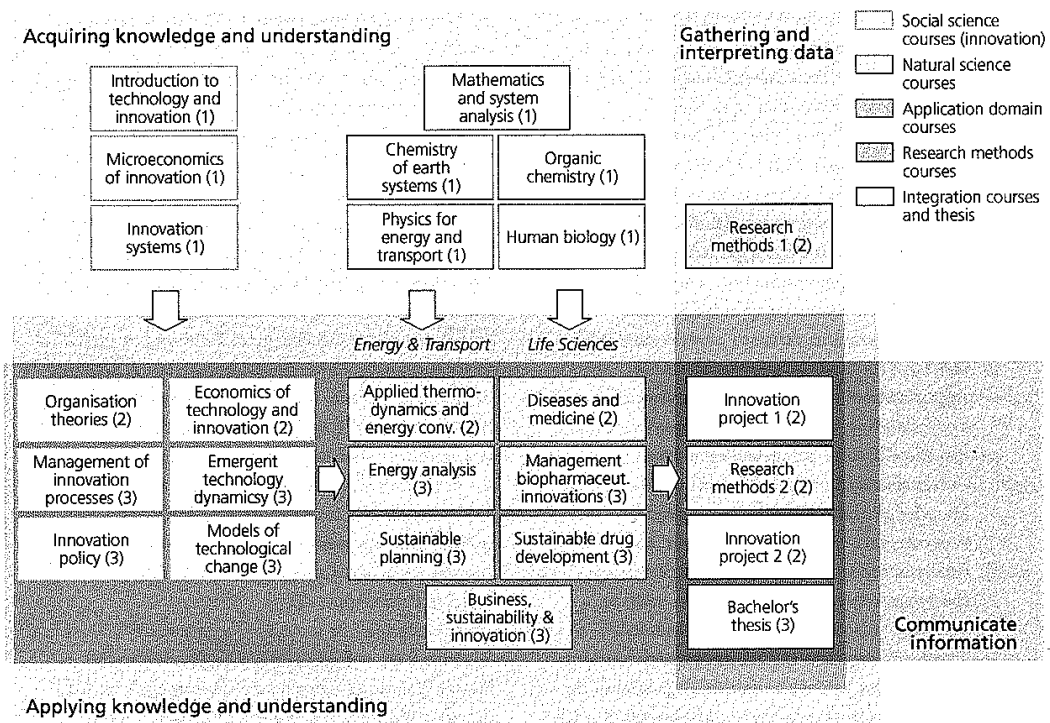 Acquiring knowledge and understanding
Introduction to
technology and
innovation (1)
Microeconomics
of innovation (1)
Innovation
systems (1)
Mathematics
and system
analysis (1)
Chemistry
of earth
systems (1)
Organic
chemistry (1)
Physics for
energy and
transport (1)
Human biology (1)
Gathering and
interpreting data
Research
methods 1 (2)
Social science
courses (innovation)
Natural science
courses
Application domain
courses
Research methods
courses
Integration courses
and thesis
Energy & Transport
Life Sciences
Organisation
theories (2)
Economics of
technology and
innovation (2)
Management of
innovation
processes (3)
Emergent
technology
dynamicsy (3)
Innovation
policy (3)
Models of
technological
change (3)
Applied thermo-
dynamics and
energy conv. (2)
Diseases and
medicine (2)
Energy analysis
(3)
Management
biopharmaceut.
innovations (3)
Sustainable
planning (3)
Sustainable drug
development (3)
Business,
sustainability &
innovation (3)
Innovation
project 1 (2)
Research
methods 2 (2)
Innovation
project 2 (2)
Bachelor's
thesis (3)
Communicate
information
Applying knowledge and understanding